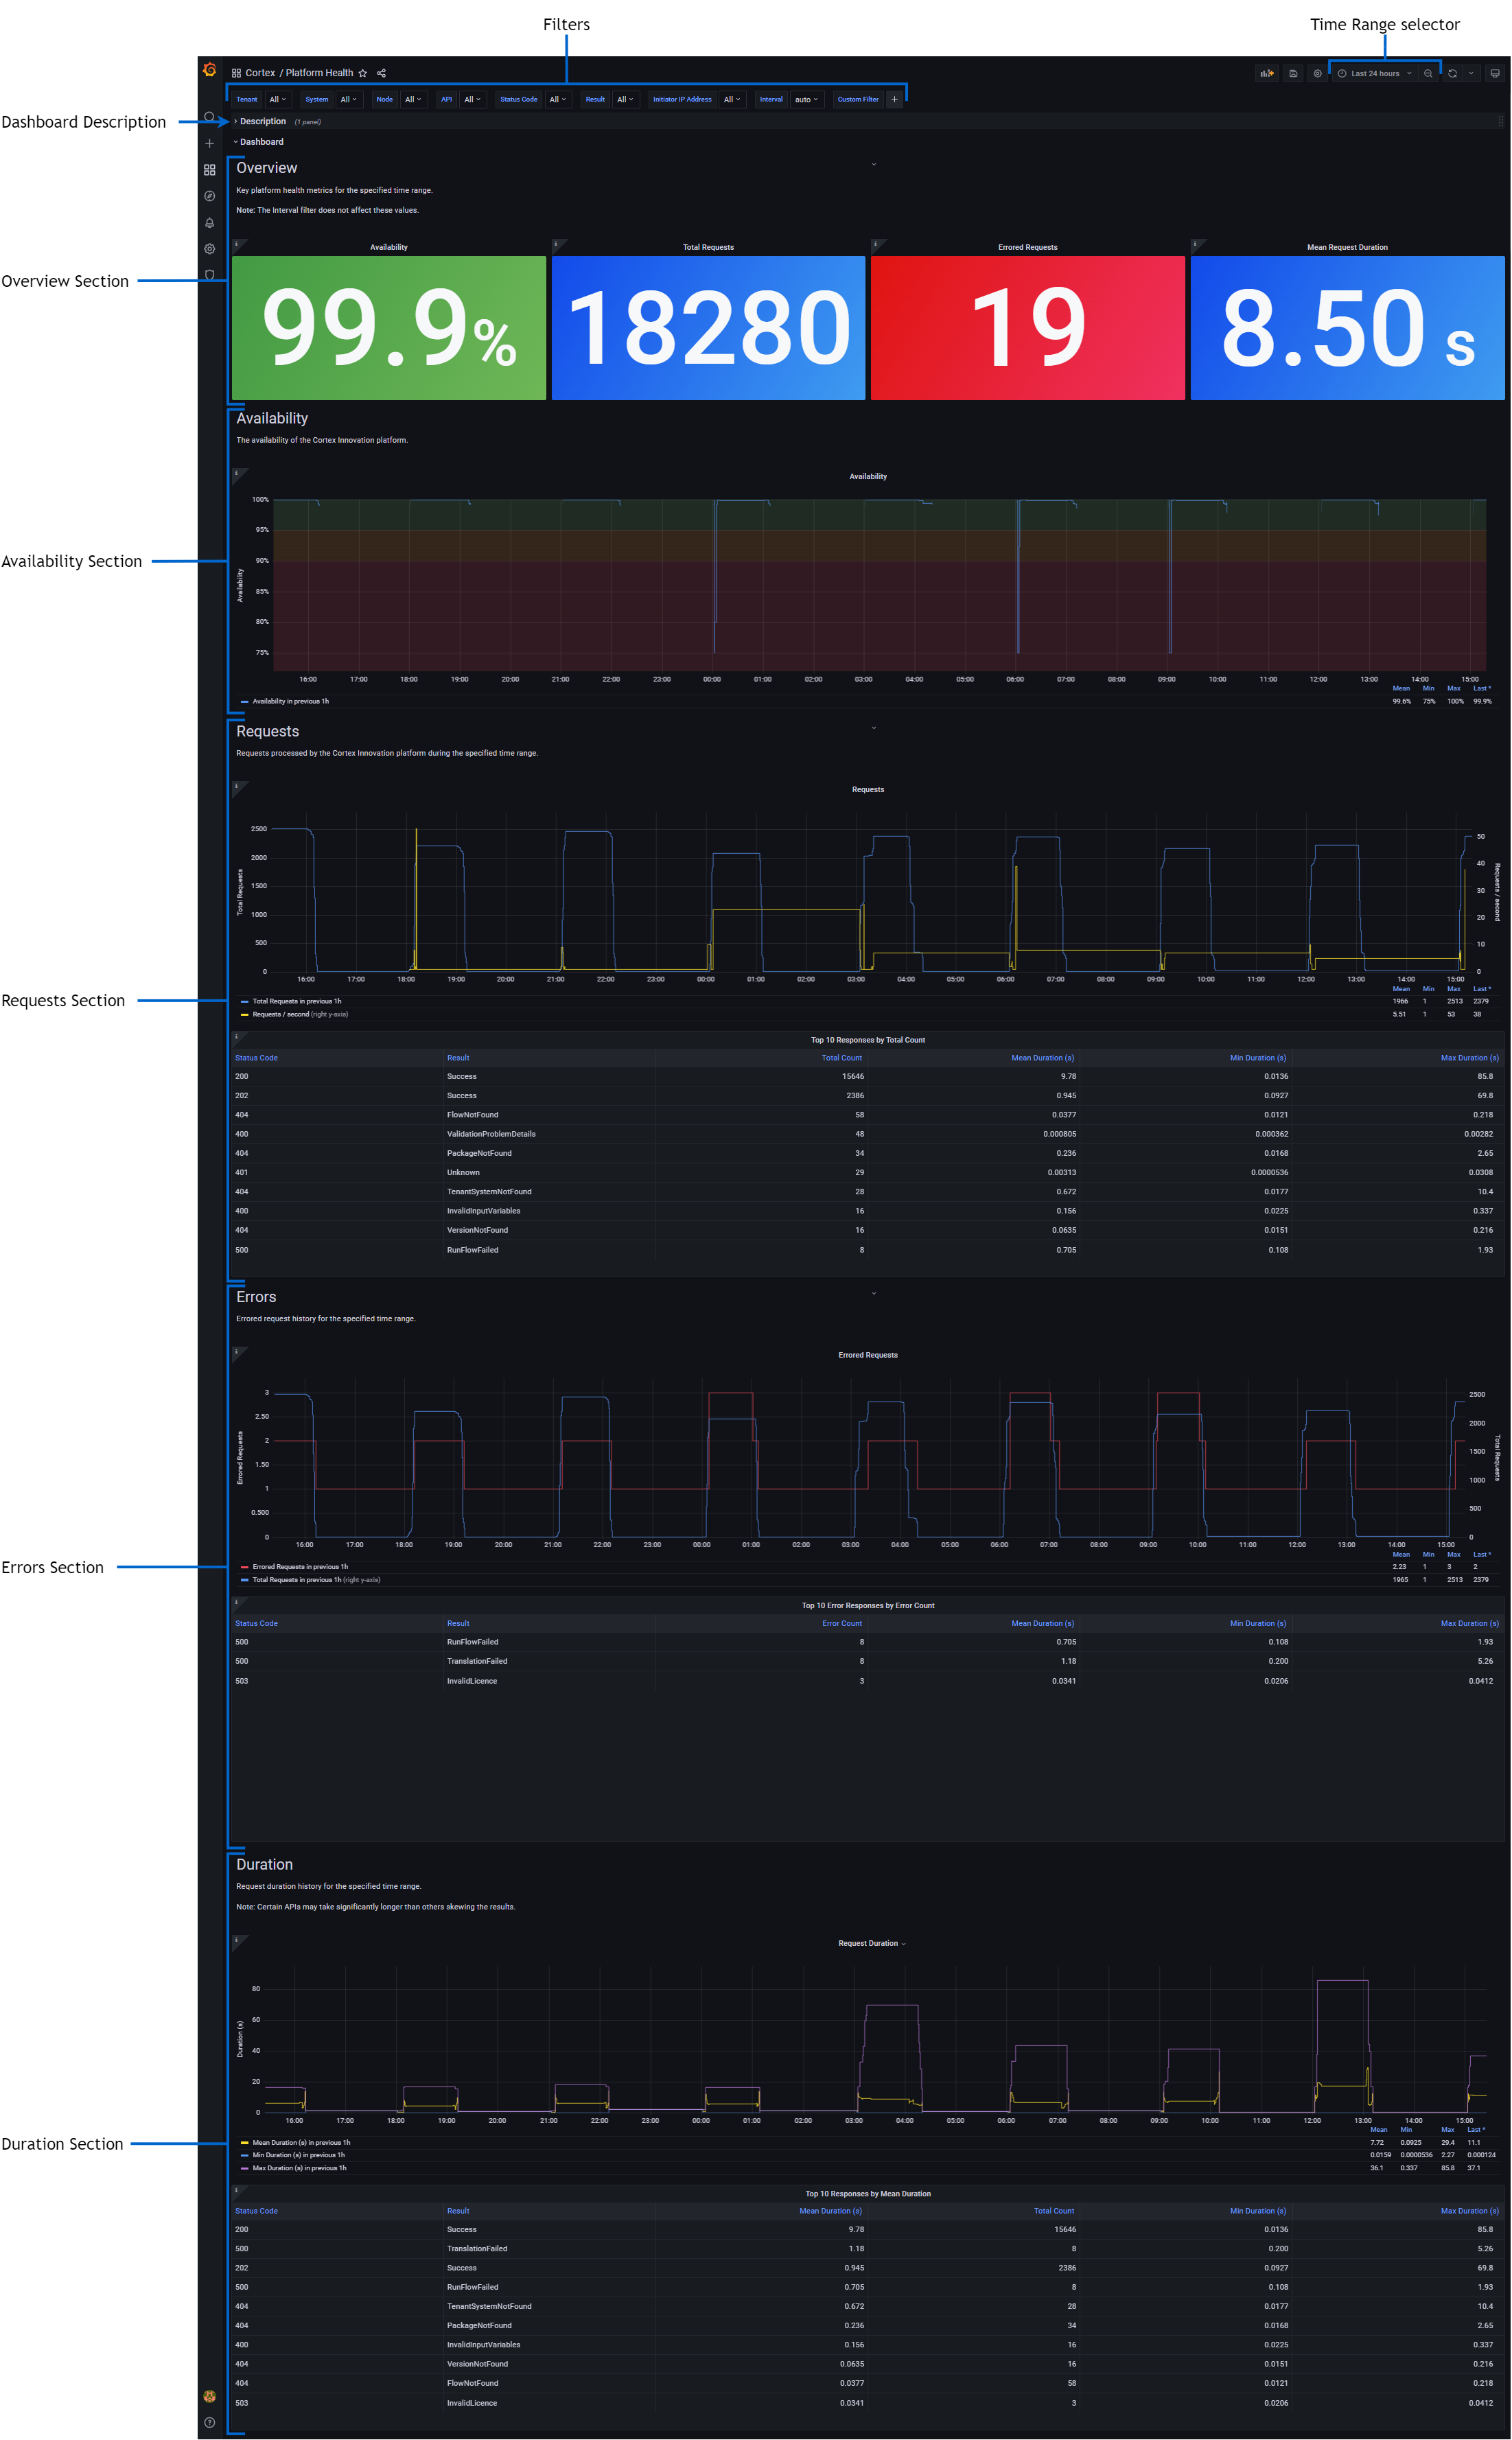 Filters
Time Range selector
Cortex / Platform Health
Last 24 hours
Tenant All System All Node All API All Status Code All Result All Initiator IP Address All Interval auto Custom Filter +
Dashboard Description
Description (1 panel)
Dashboard
Overview
Key platform health metrics for the specified time range.
Note: The Interval filter does not affect these values.
Overview Section
Availability Total Requests Errored Requests Mean Request Duration
99.9% 18280 19 8.50 s
Availability
The availability of the Cortex Innovation platform.
Availability Section
Availability
100%
95%
90%
85%
80%
75%
Availability
16:00 17:00 18:00 19:00 20:00 21:00 22:00 23:00 00:00 01:00 02:00 03:00 04:00 05:00 06:00 07:00 08:00 09:00 10:00 11:00 12:00 13:00 14:00 15:00
Mean Min Max Last *
Availability in previous 1h 99.6% 75% 100% 99.9%
Requests
Requests processed by the Cortex Innovation platform during the specified time range.
Requests Section
Requests
2500
2000
1500
1000
500
0
Total Requests
50
40
30
20
10
0
Requests / second
16:00 17:00 18:00 19:00 20:00 21:00 22:00 23:00 00:00 01:00 02:00 03:00 04:00 05:00 06:00 07:00 08:00 09:00 10:00 11:00 12:00 13:00 14:00 15:00
Mean Min Max Last *
Total Requests in previous 1h 1966 1 2513 2379
Requests / second (right y-axis) 5.51 1 53 38
Top 10 Responses by Total Count
Status Code Result Total Count Mean Duration (s) Min Duration (s) Max Duration (s)
200 Success 15646 9.78 0.0136 85.8
202 Success 2386 0.945 0.0927 69.8
404 FlowNotFound 58 0.0377 0.0121 0.218
400 ValidationProblemDetails 48 0.000805 0.000362 0.00282
404 PackageNotFound 34 0.236 0.0168 2.65
401 Unknown 29 0.00313 0.0000536 0.0308
404 TenantSystemNotFound 28 0.672 0.0177 10.4
400 InvalidInputVariables 16 0.156 0.0225 0.337
404 VersionNotFound 16 0.0635 0.0151 0.216
500 RunFlowFailed 8 0.705 0.108 1.93
Errors
Errored request history for the specified time range.
Errors Section
Errored Requests
3
2.50
2
1.50
1
0.500
0
Errored Requests
2500
2000
1500
1000
500
0
Total Requests
16:00 17:00 18:00 19:00 20:00 21:00 22:00 23:00 00:00 01:00 02:00 03:00 04:00 05:00 06:00 07:00 08:00 09:00 10:00 11:00 12:00 13:00 14:00 15:00
Mean Min Max Last *
Errored Requests in previous 1h 2.23 1 3 2
Total Requests in previous 1h (right y-axis) 1965 1 2513 2379
Top 10 Error Responses by Error Count
Status Code Result Error Count Mean Duration (s) Min Duration (s) Max Duration (s)
500 RunFlowFailed 8 0.705 0.108 1.93
500 TranslationFailed 8 1.18 0.200 5.26
503 InvalidLicence 3 0.0341 0.0206 0.0412
Duration
Request duration history for the specified time range.
Note: Certain APIs may take significantly longer than others skewing the results.
Duration Section
Request Duration
80
60
40
20
0
Duration (s)
16:00 17:00 18:00 19:00 20:00 21:00 22:00 23:00 00:00 01:00 02:00 03:00 04:00 05:00 06:00 07:00 08:00 09:00 10:00 11:00 12:00 13:00 14:00 15:00
Mean Min Max Last *
Mean Duration (s) in previous 1h 7.72 0.0925 29.4 11.1
Min Duration (s) in previous 1h 0.0159 0.0000536 2.27 0.000124
Max Duration (s) in previous 1h 36.1 0.337 85.8 37.1
Top 10 Responses by Mean Duration
Status Code Result Mean Duration (s) Total Count Min Duration (s) Max Duration (s)
200 Success 9.78 15646 0.0136 85.8
500 TranslationFailed 1.18 8 0.200 5.26
202 Success 0.945 2386 0.0927 69.8
500 RunFlowFailed 0.705 8 0.108 1.93
404 TenantSystemNotFound 0.672 28 0.0177 10.4
404 PackageNotFound 0.236 34 0.0168 2.65
400 InvalidInputVariables 0.156 16 0.0225 0.337
404 VersionNotFound 0.0635 16 0.0151 0.216
404 FlowNotFound 0.0377 58 0.0121 0.218
503 InvalidLicence 0.0341 3 0.0206 0.0412